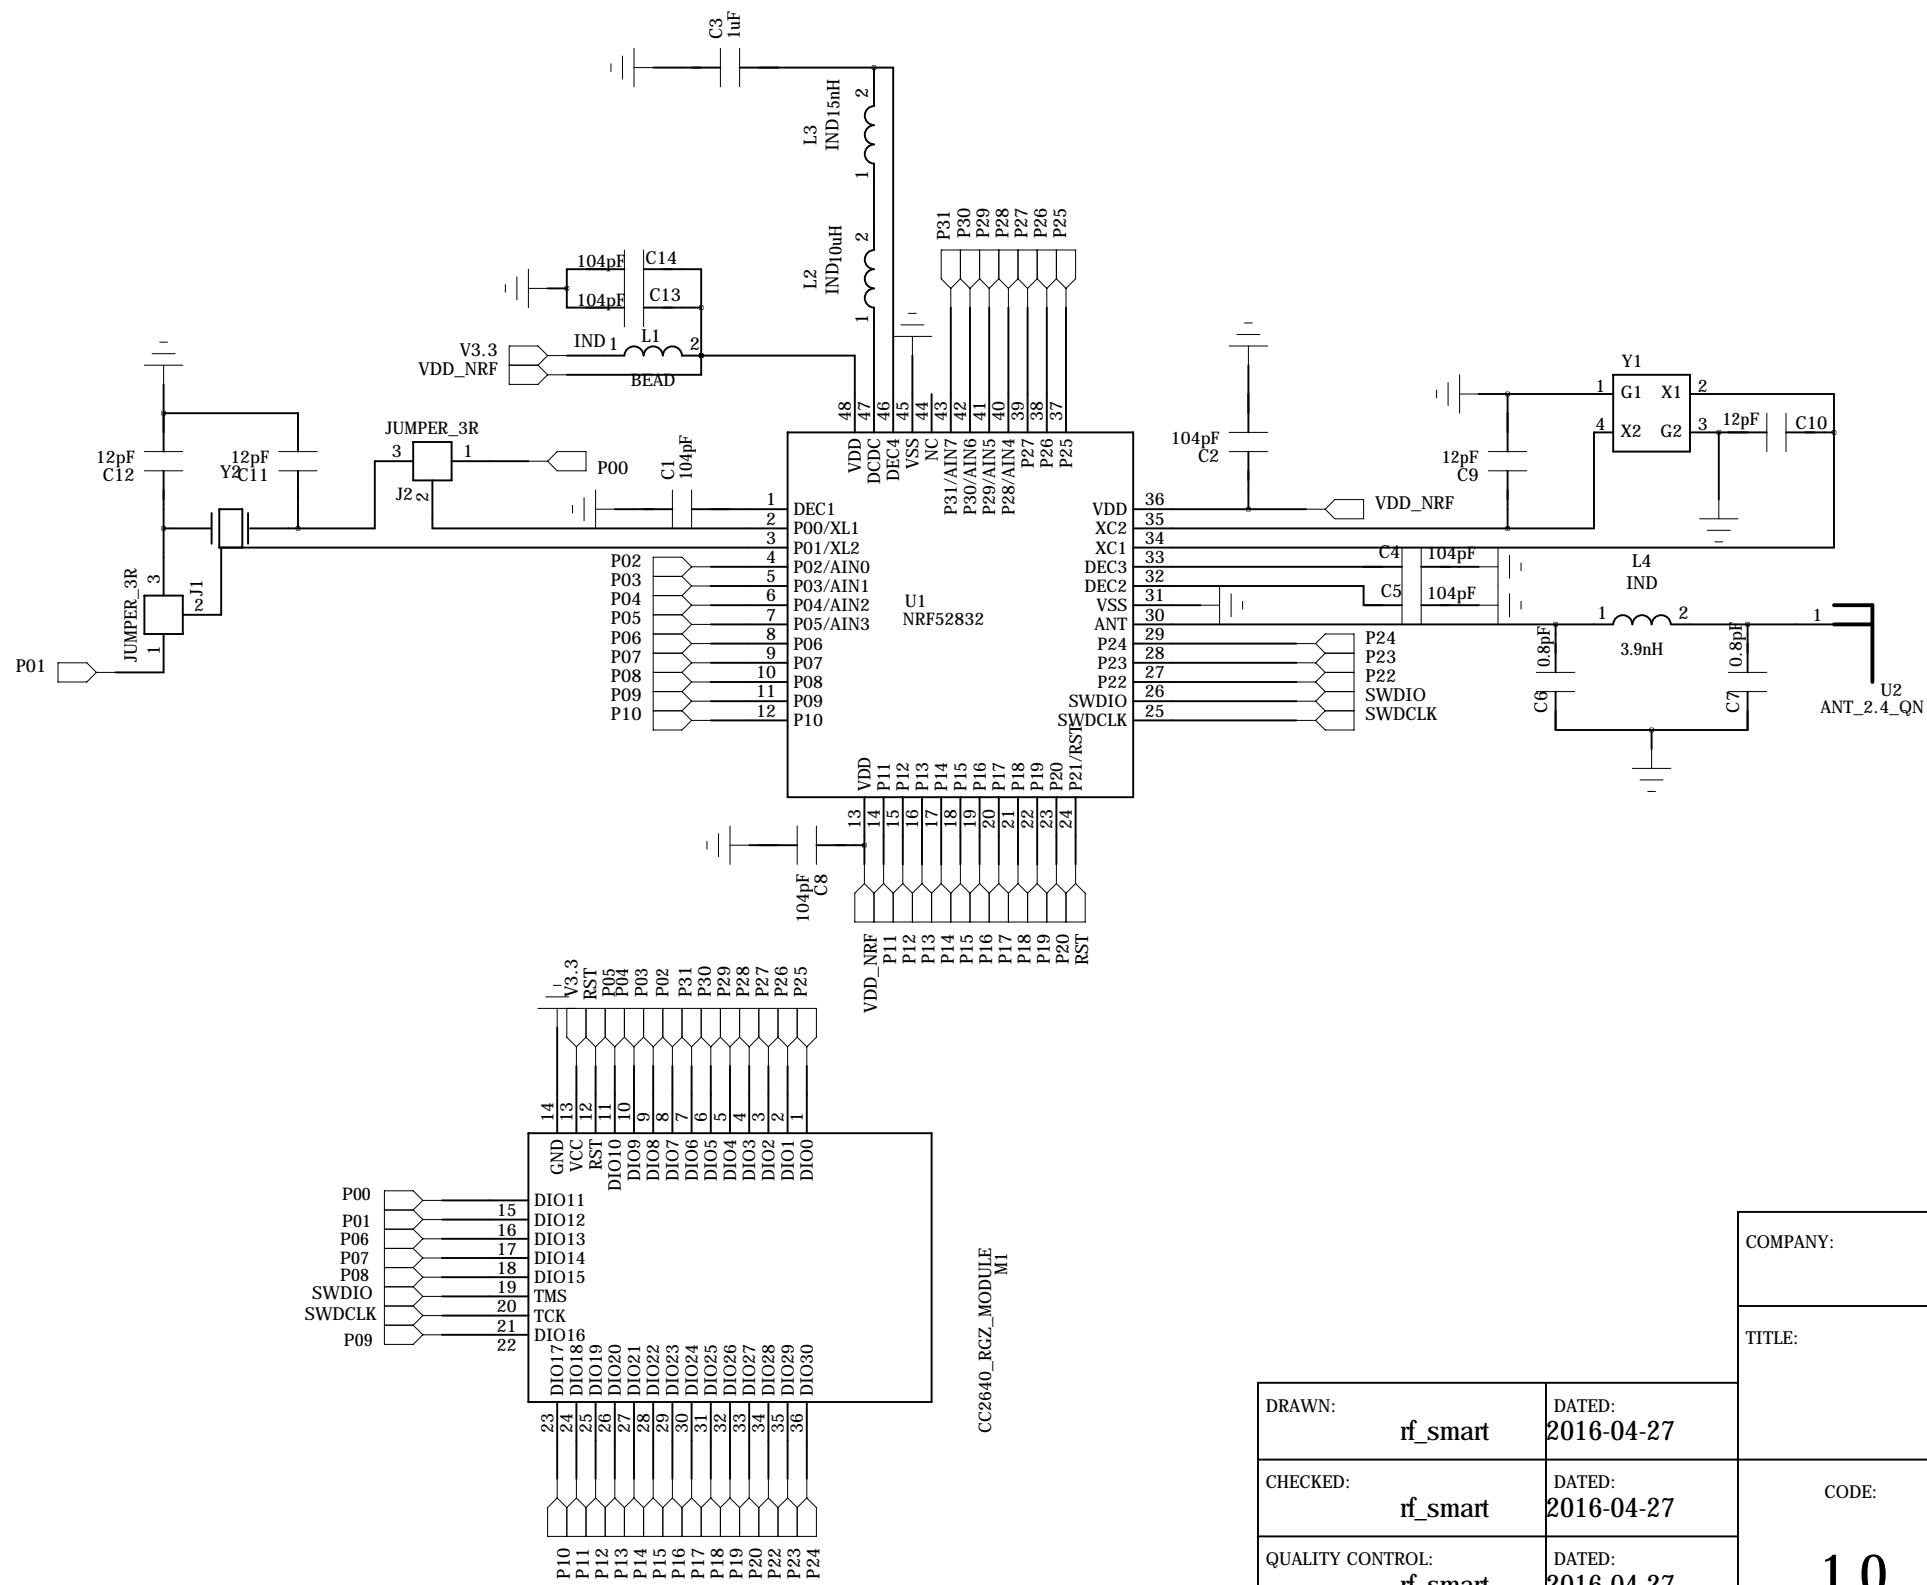 C3
1uF
L3
IND15nH
2
1
L2
IND10uH
2
1
P31
P30
P29
P28
P27
P26
P25
104pF
C14
104pF
C13
IND
1
L1
2
BEAD
V3.3
VDD_NRF
JUMPER_3R
3
1
J2
2
P00
12pF
C12
12pF
C11
Y2
C1
104pF
JUMPER_3R
3
J1
2
1
P01
48
47
46
45
44
43
42
41
40
39
38
37
VDD
DCDC
DEC4
VSS
NC
P31/AIN7
P30/AIN6
P29/AIN5
P28/AIN4
P27
P26
P25
1
DEC1
2
P00/XL1
3
P01/XL2
P02
4
P02/AIN0
P03
5
P03/AIN1
P04
6
P04/AIN2
P05
7
P05/AIN3
P06
8
P06
P07
9
P07
P08
10
P08
P09
11
P09
P10
12
P10
U1
NRF52832
VDD
36
VDD_NRF
XC2
35
XC1
34
DEC3
33
DEC2
32
VSS
31
ANT
30
P24
29
P24
P23
28
P23
P22
27
P22
SWDIO
26
SWDIO
SWDCLK
25
SWDCLK
104pF
C2
12pF
C9
Y1
1
G1
X1
2
4
X2
G2
3
12pF
C10
C4
104pF
C5
104pF
L4
IND
1
2
3.9nH
0.8pF
C6
0.8pF
C7
1
U2
ANT_2.4_QN
VDD
P11
P12
P13
P14
P15
P16
P17
P18
P19
P20
P21/RST
13
14
15
16
17
18
19
20
21
22
23
24
104pF
C8
VDD_NRF
P11
P12
P13
P14
P15
P16
P17
P18
P19
P20
RST
V3.3
RST
P05
P04
P03
P02
P31
P30
P29
P28
P27
P26
P25
14
13
12
11
10
9
8
7
6
5
4
3
2
1
GND
VCC
RST
DIO10
DIO9
DIO8
DIO7
DIO6
DIO5
DIO4
DIO3
DIO2
DIO1
DIO0
P00
15
DIO11
P01
16
DIO12
P06
17
DIO13
P07
18
DIO14
P08
19
DIO15
SWDIO
20
TMS
SWDCLK
21
TCK
P09
22
DIO16
DIO17
DIO18
DIO19
DIO20
DIO21
DIO22
DIO23
DIO24
DIO25
DIO26
DIO27
DIO28
DIO29
DIO30
23
24
25
26
27
28
29
30
31
32
33
34
35
36
P10
P11
P12
P13
P14
P15
P16
P17
P18
P19
P20
P22
P23
P24
CC2640_RGZ_MODULE
M1
COMPANY:
TITLE:
DRAWN:
rf_smart
DATED:
2016-04-27
CHECKED:
rf_smart
DATED:
2016-04-27
CODE:
QUALITY CONTROL:
rf_smart
DATED:
2016-04-27
1.0